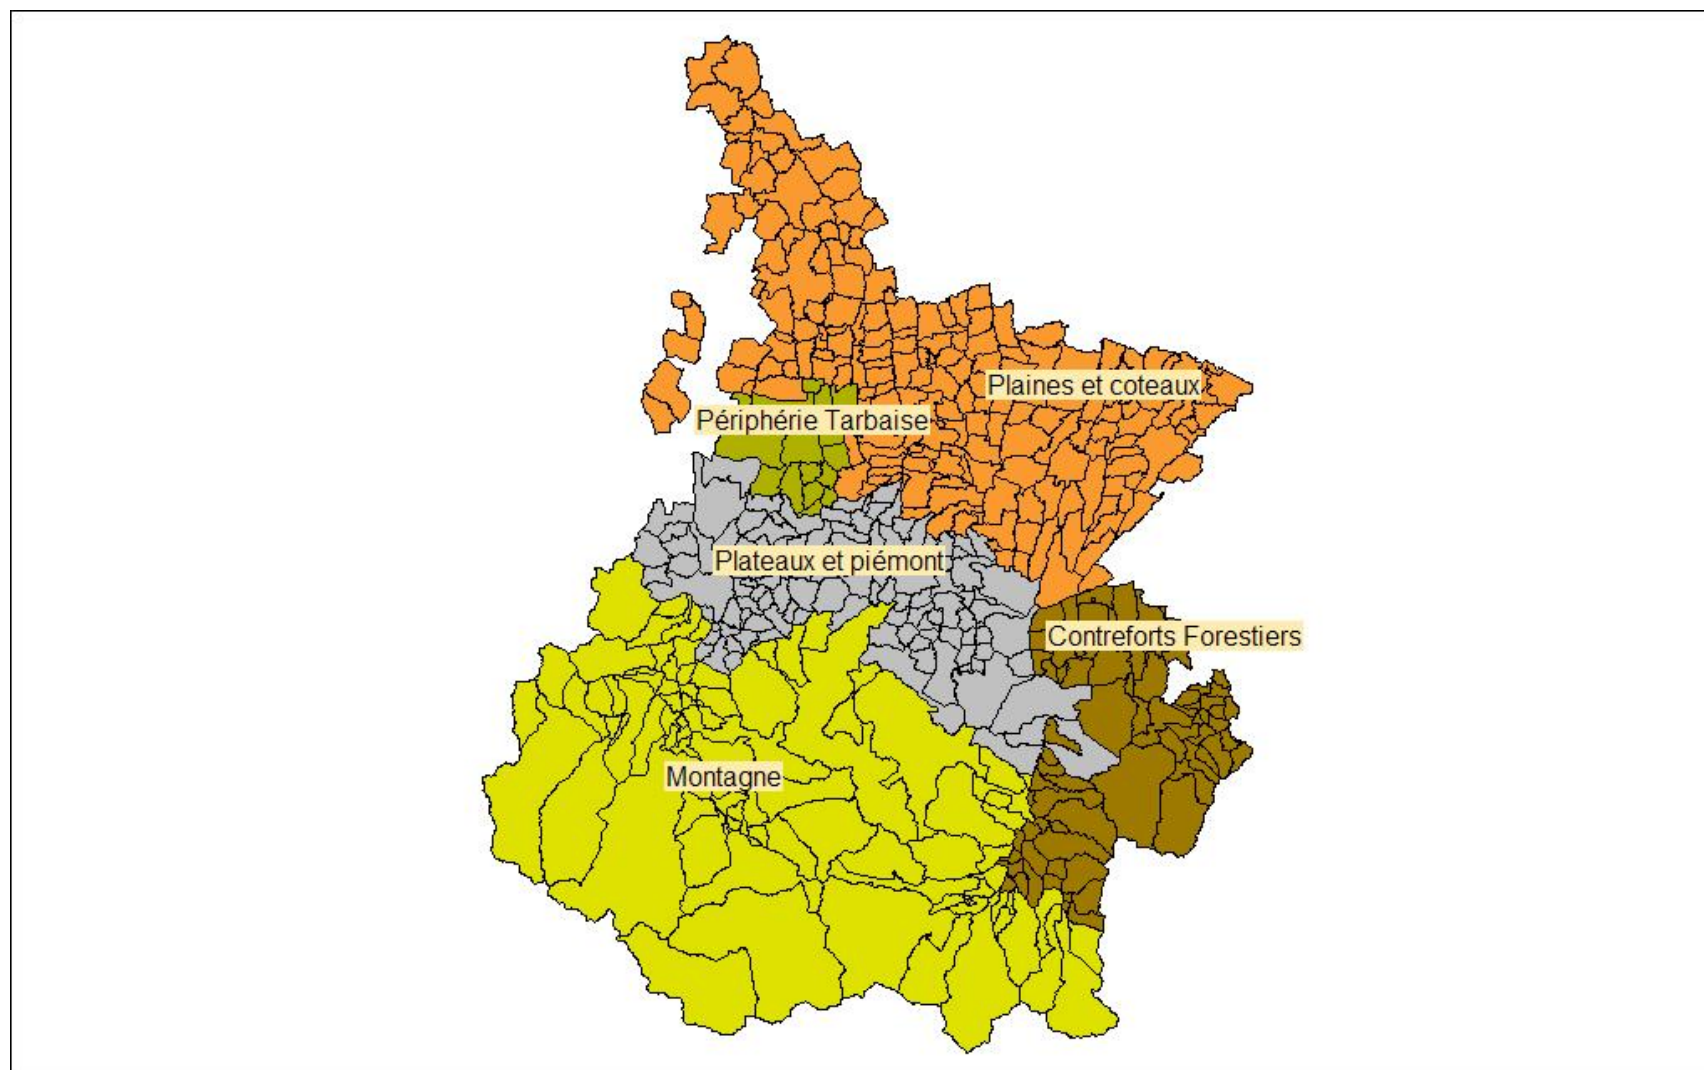 Plaines et coteaux
Périphérie Tarbaise
Plateaux et piémont
Contreforts Forestiers
Montagne